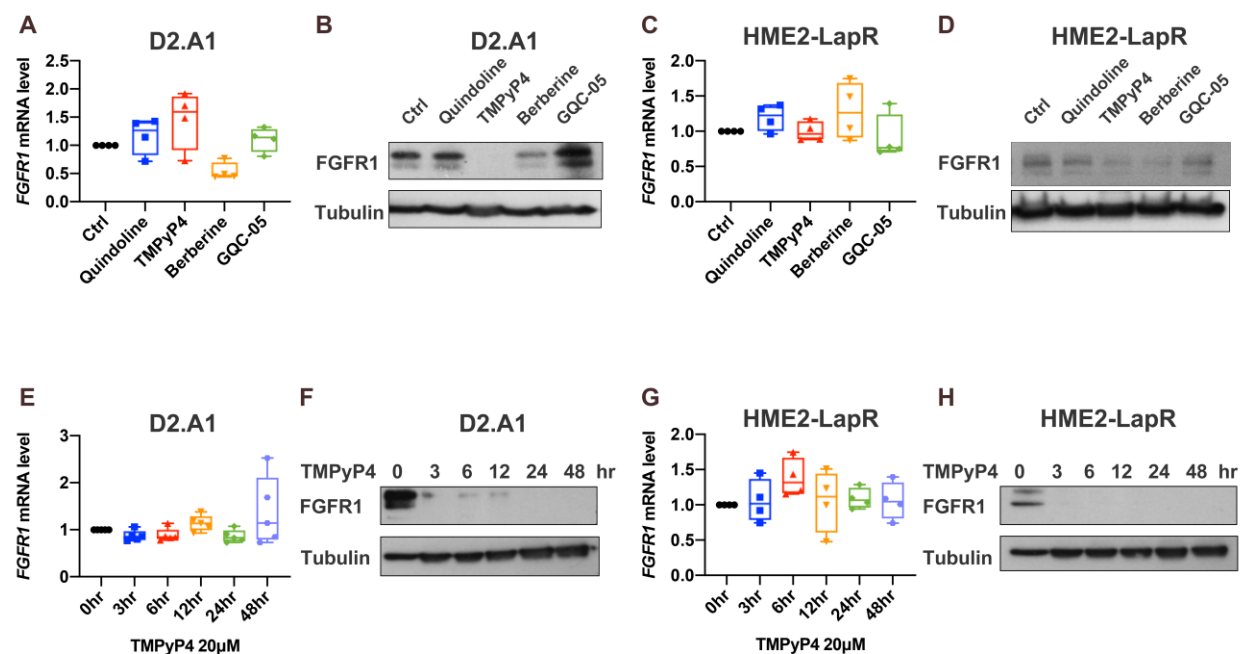 A
D2.A1
FGFR1 mRNA level
2.5
2.0
1.5
1.0
0.5
0.0
Ctrl
Quindoline
TMPyP4
Berberine
GQC-05
B
D2.A1
Ctrl
Quindoline
TMPyP4
Berberine
GQC-05
FGFR1
Tubulin
C
HME2-LapR
FGFR1 mRNA level
2.0
1.5
1.0
0.5
0.0
Ctrl
Quindoline
TMPyP4
Berberine
GQC-05
D
HME2-LapR
Ctrl
Quindoline
TMPyP4
Berberine
GQC-05
FGFR1
Tubulin
E
D2.A1
FGFR1 mRNA level
3
2
1
0
0hr
3hr
6hr
12hr
24hr
48hr
TMPyP4 20μM
F
D2.A1
TMPyP4 0 3 6 12 24 48 hr
FGFR1
Tubulin
G
HME2-LapR
FGFR1 mRNA level
2.0
1.5
1.0
0.5
0.0
0hr
3hr
6hr
12hr
24hr
48hr
TMPyP4 20μM
H
HME2-LapR
TMPyP4 0 3 6 12 24 48 hr
FGFR1
Tubulin